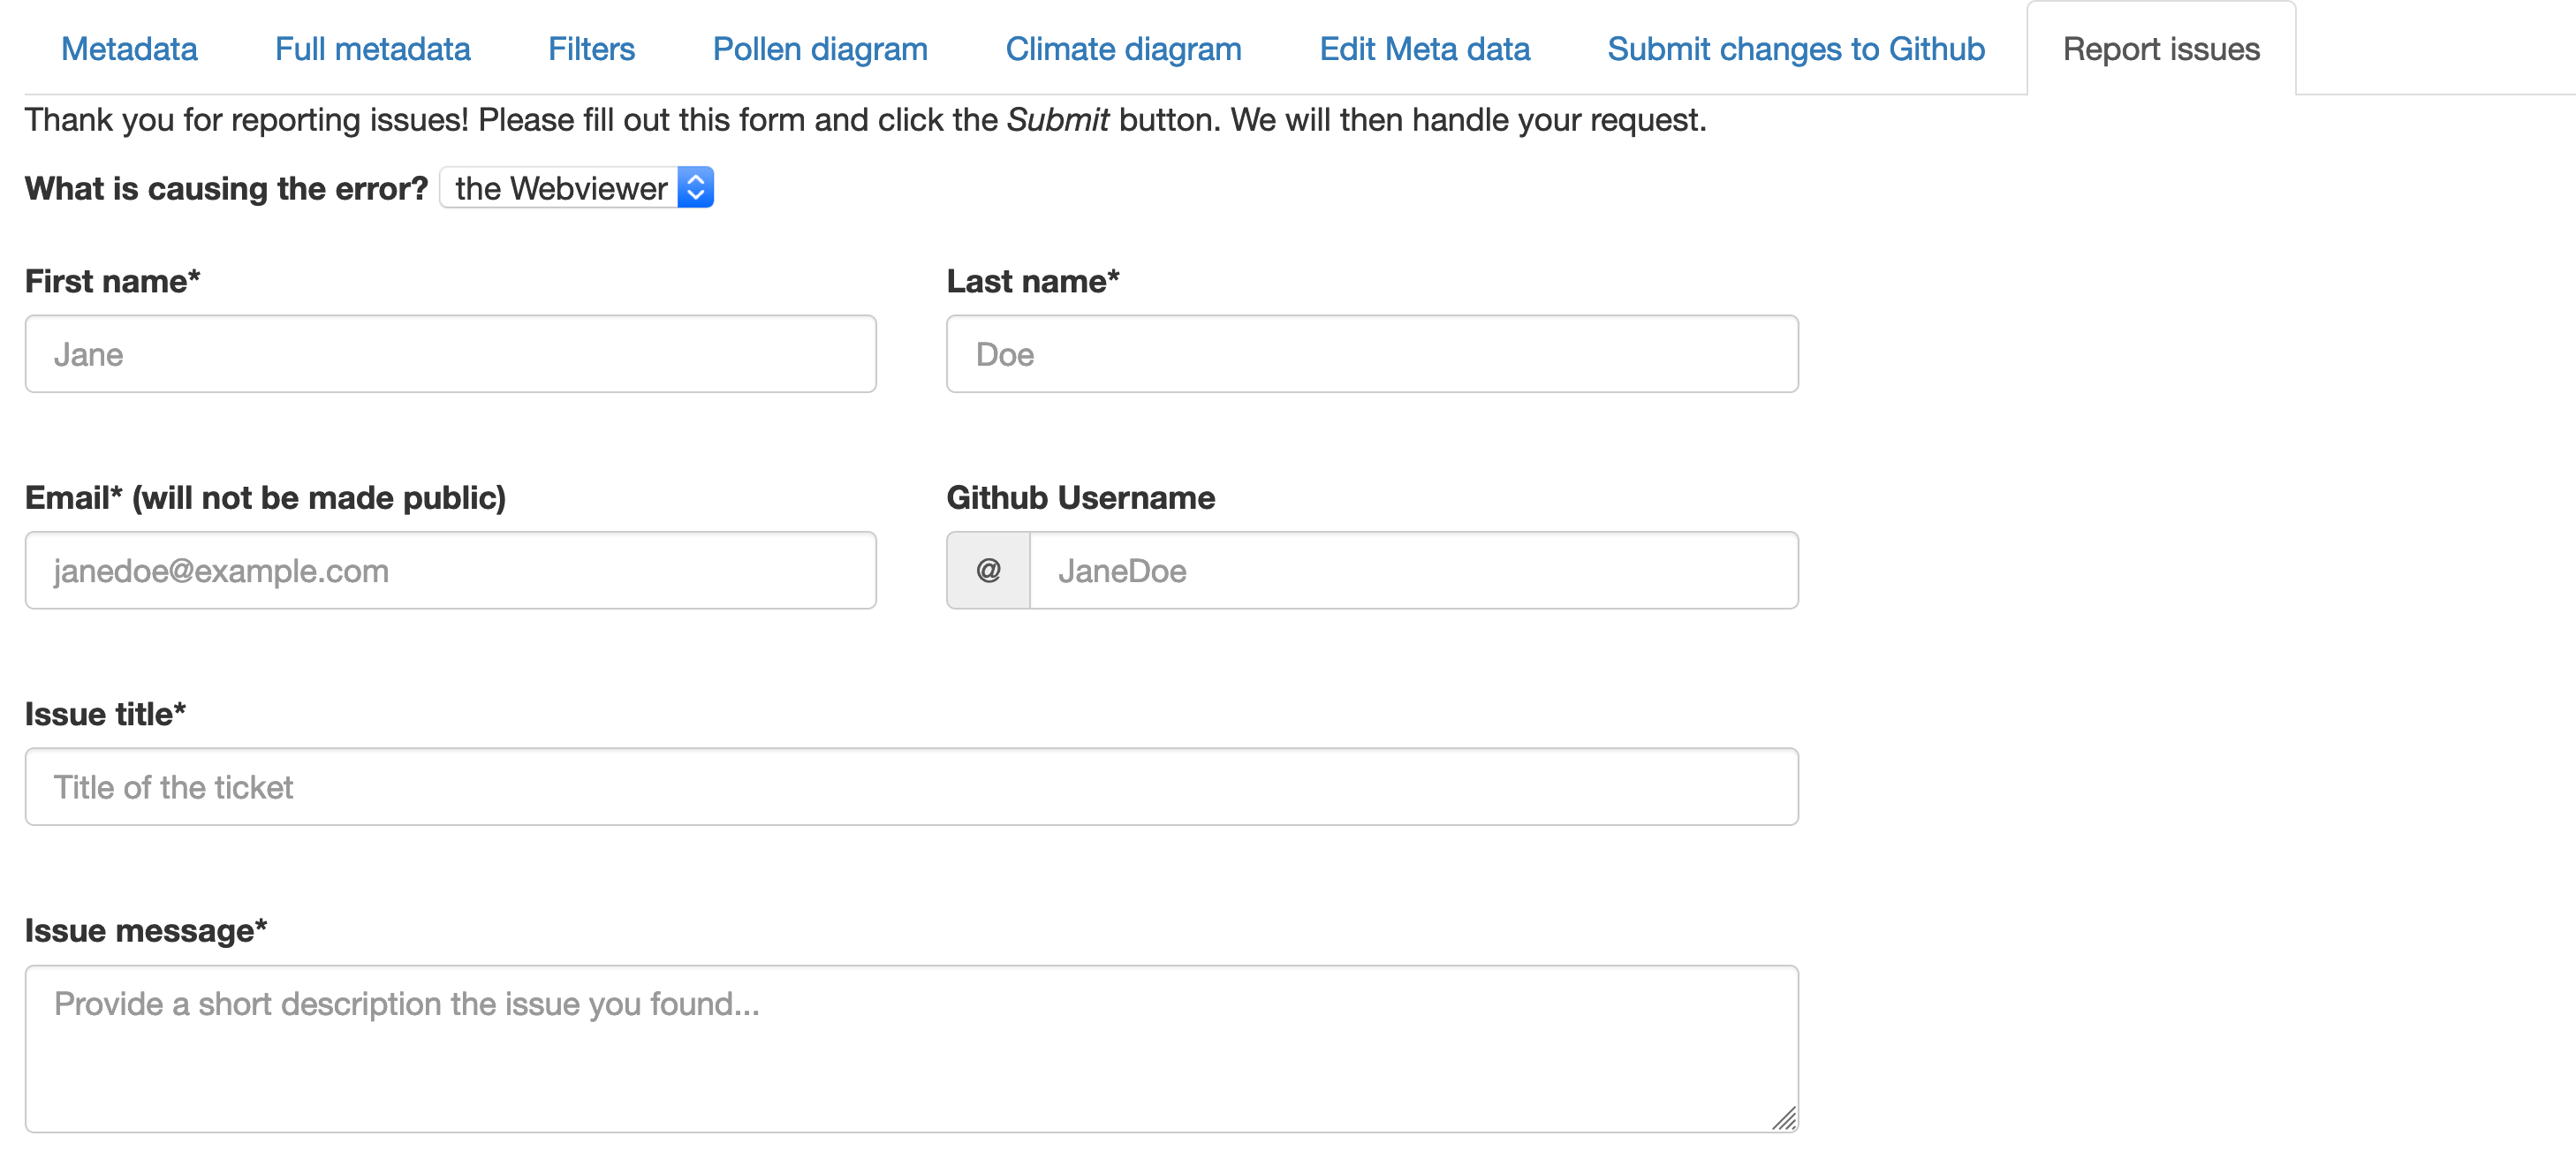 Metadata Full metadata Filters Pollen diagram Climate diagram Edit Meta data Submit changes to Github Report issues
Thank you for reporting issues! Please fill out this form and click the Submit button. We will then handle your request.
What is causing the error? the Webviewer
First name* Last name*
Jane Doe
Email* (will not be made public) Github Username
janedoe@example.com @ JaneDoe
Issue title*
Title of the ticket
Issue message*
Provide a short description the issue you found...